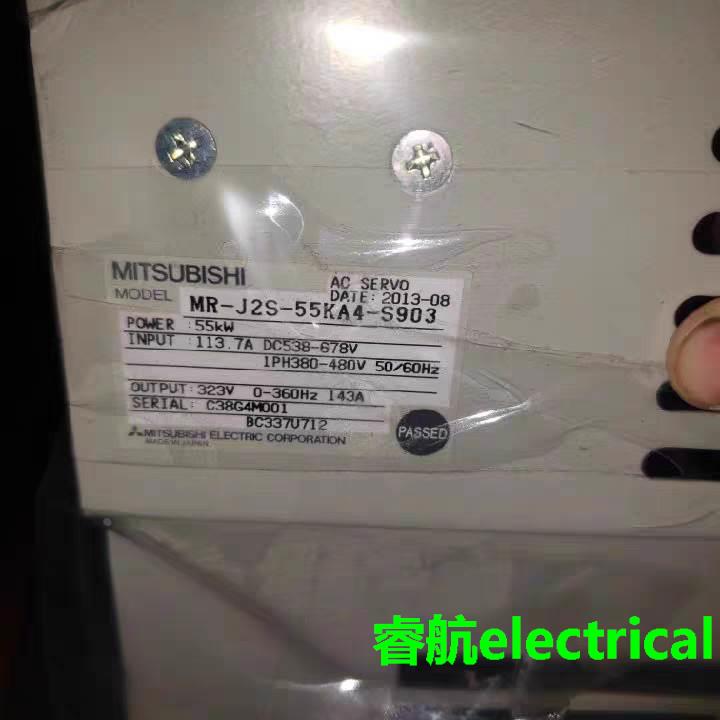 MITSUBISHI
AC SERVO
DATE: 2013-08
MODEL MR-J2S-55KA4-S903
POWER : 55kW
INPUT : 113.7A DC538-678V
1PH380-480V 50/60Hz
OUTPUT: 323V 0-360Hz 143A
SERIAL: C38G4M001
BC337U712
PASSED
MITSUBISHI ELECTRIC CORPORATION
MADE IN JAPAN
睿航electrical